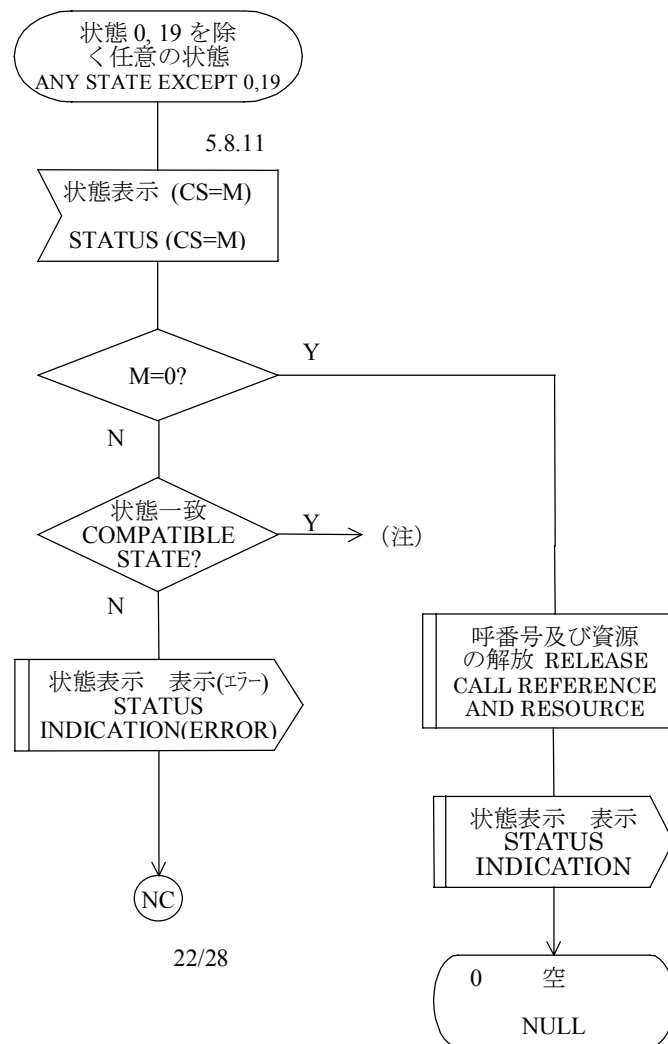 状態 0, 19 を除
く任意の状態
ANY STATE EXCEPT 0,19
5.8.11
状態表示 (CS=M)
STATUS (CS=M)
M=0?
Y
N
状態一致
COMPATIBLE
STATE?
Y
(注)
N
状態表示 表示(ｴﾗｰ)
STATUS
INDICATION(ERROR)
NC
22/28
呼番号及び資源
の解放 RELEASE
CALL REFERENCE
AND RESOURCE
状態表示 表示
STATUS
INDICATION
0 空
NULL